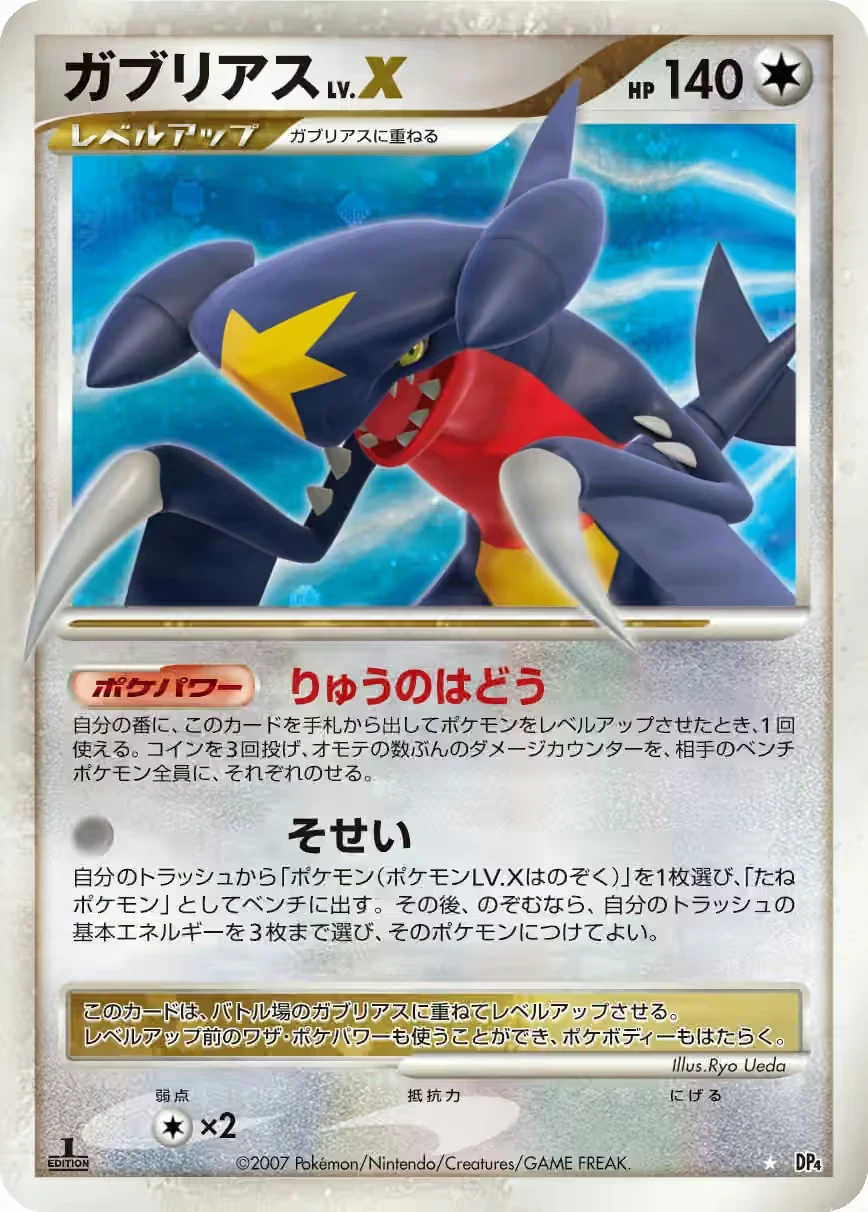 ガブリアス LV.X HP 140
レベルアップ ガブリアスに重ねる
ポケパワー りゅうのはどう
自分の番に、このカードを手札から出してポケモンをレベルアップさせたとき、1回
使える。コインを3回投げ、オモテの数ぶんのダメージカウンターを、相手のベンチ
ポケモン全員に、それぞれのせる。
そせい
自分のトラッシュから「ポケモン(ポケモンLV.Xはのぞく)」を1枚選び、「たね
ポケモン」としてベンチに出す。その後、のぞむなら、自分のトラッシュの
基本エネルギーを3枚まで選び、そのポケモンにつけてよい。
このカードは、バトル場のガブリアスに重ねてレベルアップさせる。
レベルアップ前のワザ・ポケパワーも使うことができ、ポケボディーもはたらく。
Illus.Ryo Ueda
弱点 抵抗力 にげる
×2
1 EDITION ©2007 Pokémon/Nintendo/Creatures/GAME FREAK. DP4